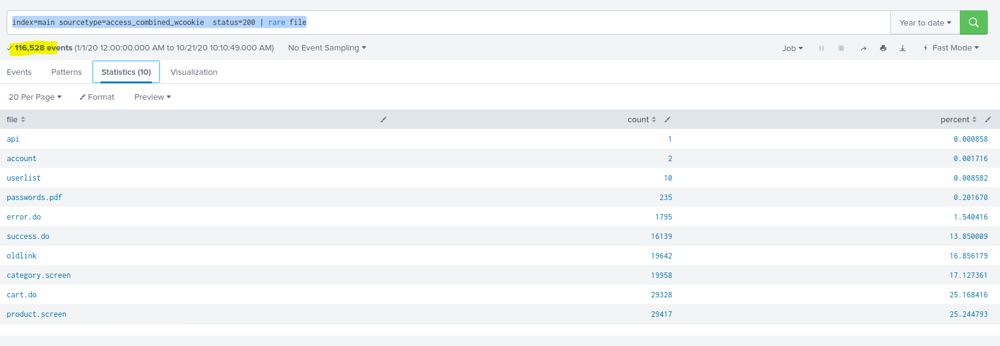 index=main sourcetype=access_combined_wcookie  status=200 | rare file
Year to date
116,528 events (1/1/20 12:00:00.000 AM to 10/21/20 10:10:49.000 AM)
No Event Sampling
Job
Fast Mode
Events
Patterns
Statistics (10)
Visualization
20 Per Page
Format
Preview
file count percent
api 1 0.000858
account 2 0.001716
userlist 10 0.008582
passwords.pdf 235 0.201670
error.do 1795 1.540416
success.do 16139 13.850009
oldlink 19642 16.856179
category.screen 19958 17.127361
cart.do 29328 25.168416
product.screen 29417 25.244793